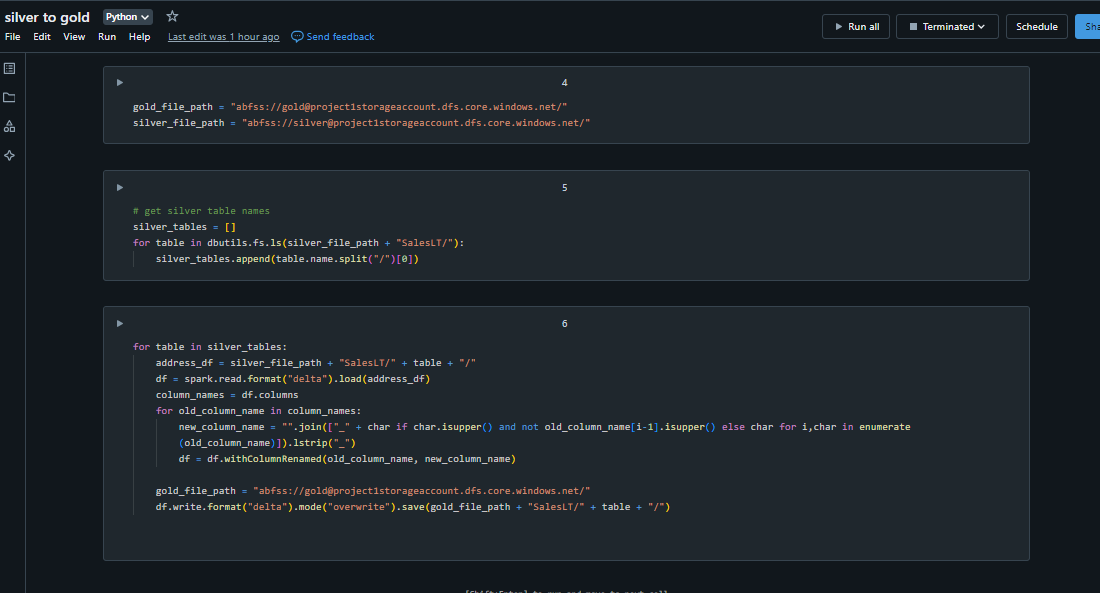 silver to gold Python
File Edit View Run Help Last edit was 1 hour ago Send feedback
Run all Terminated Schedule
4
gold_file_path = "abfss://gold@project1storageaccount.dfs.core.windows.net/"
silver_file_path = "abfss://silver@project1storageaccount.dfs.core.windows.net/"
5
# get silver table names
silver_tables = []
for table in dbutils.fs.ls(silver_file_path + "SalesLT/"):
    silver_tables.append(table.name.split("/")[0])
6
for table in silver_tables:
    address_df = silver_file_path + "SalesLT/" + table + "/"
    df = spark.read.format("delta").load(address_df)
    column_names = df.columns
    for old_column_name in column_names:
        new_column_name = "".join(["_" + char if char.isupper() and not old_column_name[i-1].isupper() else char for i,char in enumerate
        (old_column_name)]).lstrip("_")
        df = df.withColumnRenamed(old_column_name, new_column_name)
    gold_file_path = "abfss://gold@project1storageaccount.dfs.core.windows.net/"
    df.write.format("delta").mode("overwrite").save(gold_file_path + "SalesLT/" + table + "/")